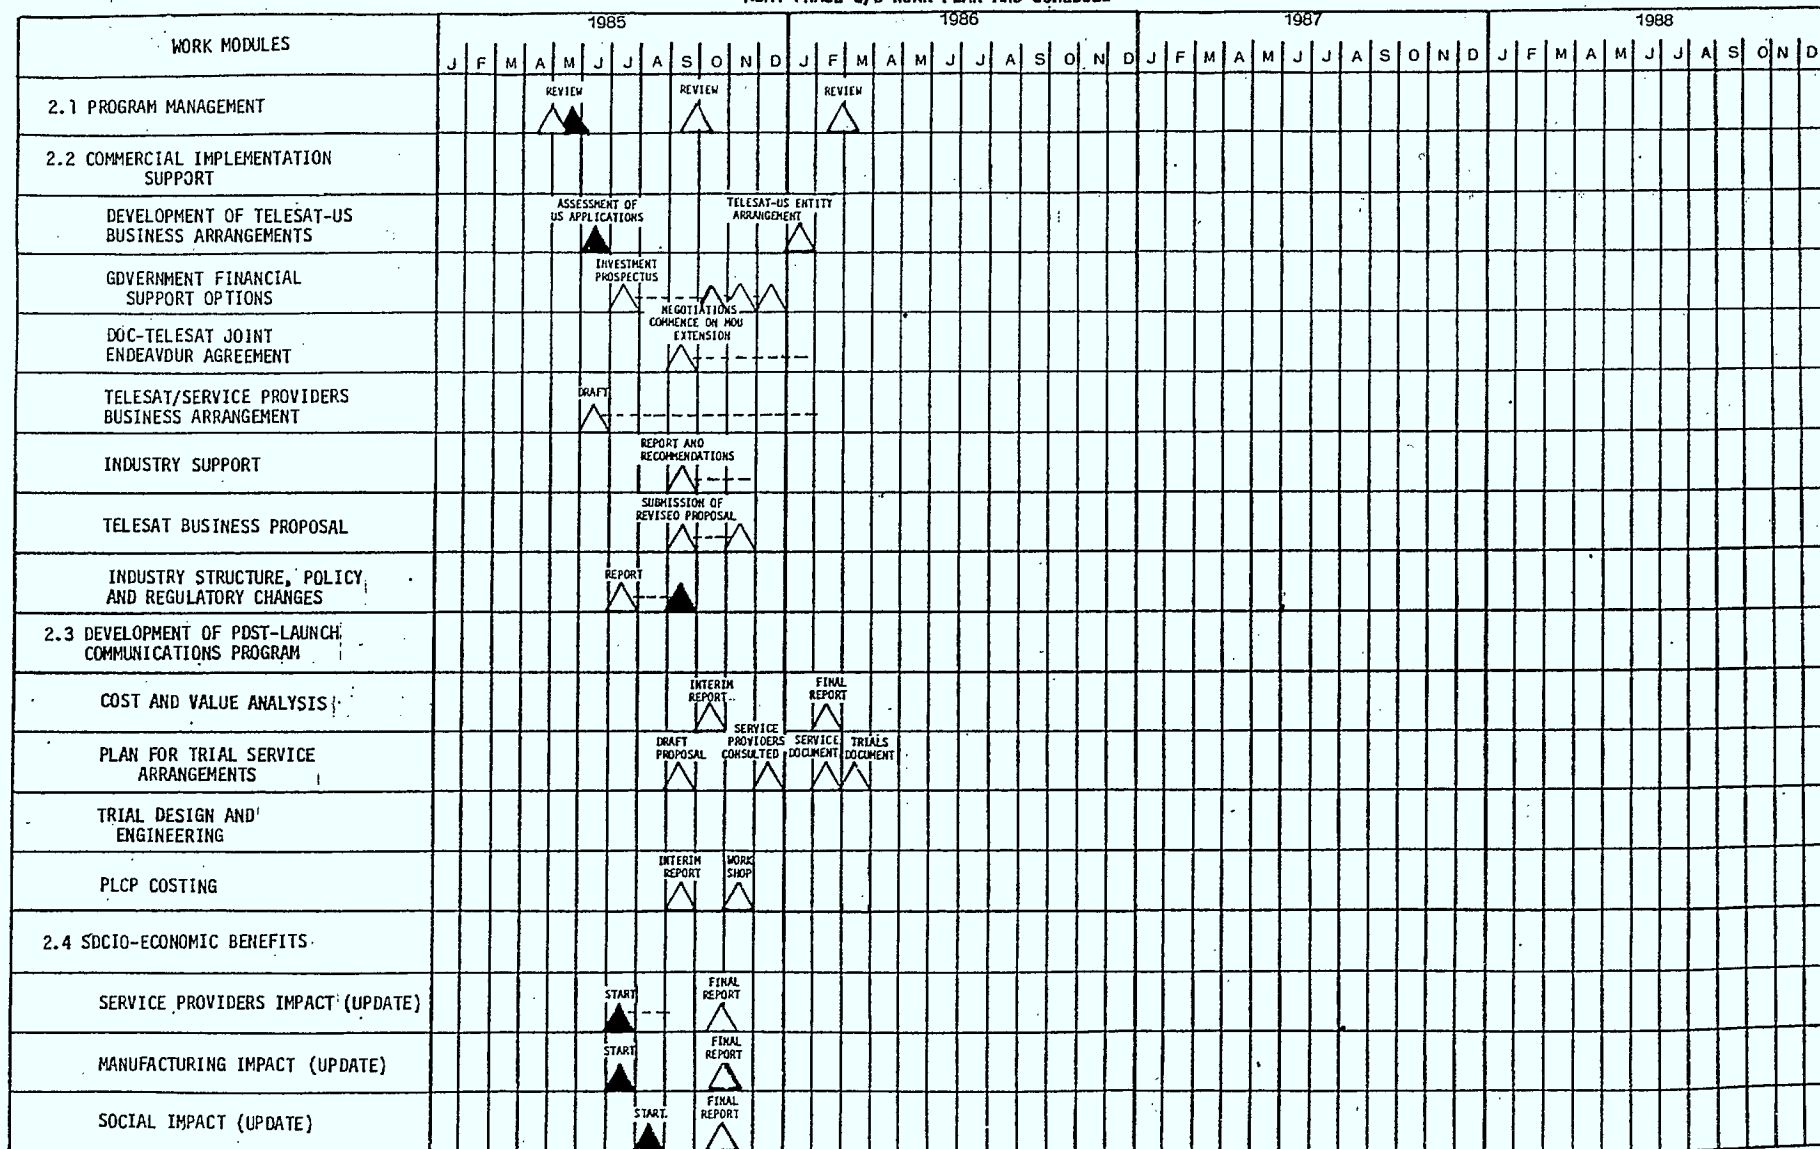 1985 1986 1987 1988
WORK MODULES
J F M A M J J A S O N D J F M A M J J A S O N D J F M A M J J A S O N D J F M A M J J A S O N D
REVIEW REVIEW REVIEW
2.1 PROGRAM MANAGEMENT
2.2 COMMERCIAL IMPLEMENTATION
SUPPORT
ASSESSMENT OF TELESAT-US ENTITY
US APPLICATIONS ARRANGEMENT
DEVELOPMENT OF TELESAT-US
BUSINESS ARRANGEMENTS
INVESTMENT
PROSPECTUS
GOVERNMENT FINANCIAL
SUPPORT OPTIONS
NEGOTIATIONS
COMMENCE ON MOU
EXTENSION
DOC-TELESAT JOINT
ENDEAVOUR AGREEMENT
DRAFT
TELESAT/SERVICE PROVIDERS
BUSINESS ARRANGEMENT
REPORT AND
RECOMMENDATIONS
INDUSTRY SUPPORT
SUBMISSION OF
REVISED PROPOSAL
TELESAT BUSINESS PROPOSAL
REPORT
INDUSTRY STRUCTURE, POLICY
AND REGULATORY CHANGES
2.3 DEVELOPMENT OF POST-LAUNCH
COMMUNICATIONS PROGRAM
INTERIM FINAL
REPORT REPORT
COST AND VALUE ANALYSIS
SERVICE
DRAFT PROVIDERS SERVICE TRIALS
PROPOSAL CONSULTED DOCUMENT DOCUMENT
PLAN FOR TRIAL SERVICE
ARRANGEMENTS
TRIAL DESIGN AND
ENGINEERING
INTERIM WORK
REPORT SHOP
PLCP COSTING
2.4 SOCIO-ECONOMIC BENEFITS
FINAL
START REPORT
SERVICE PROVIDERS IMPACT (UPDATE)
FINAL
START REPORT
MANUFACTURING IMPACT (UPDATE)
FINAL
START REPORT
SOCIAL IMPACT (UPDATE)